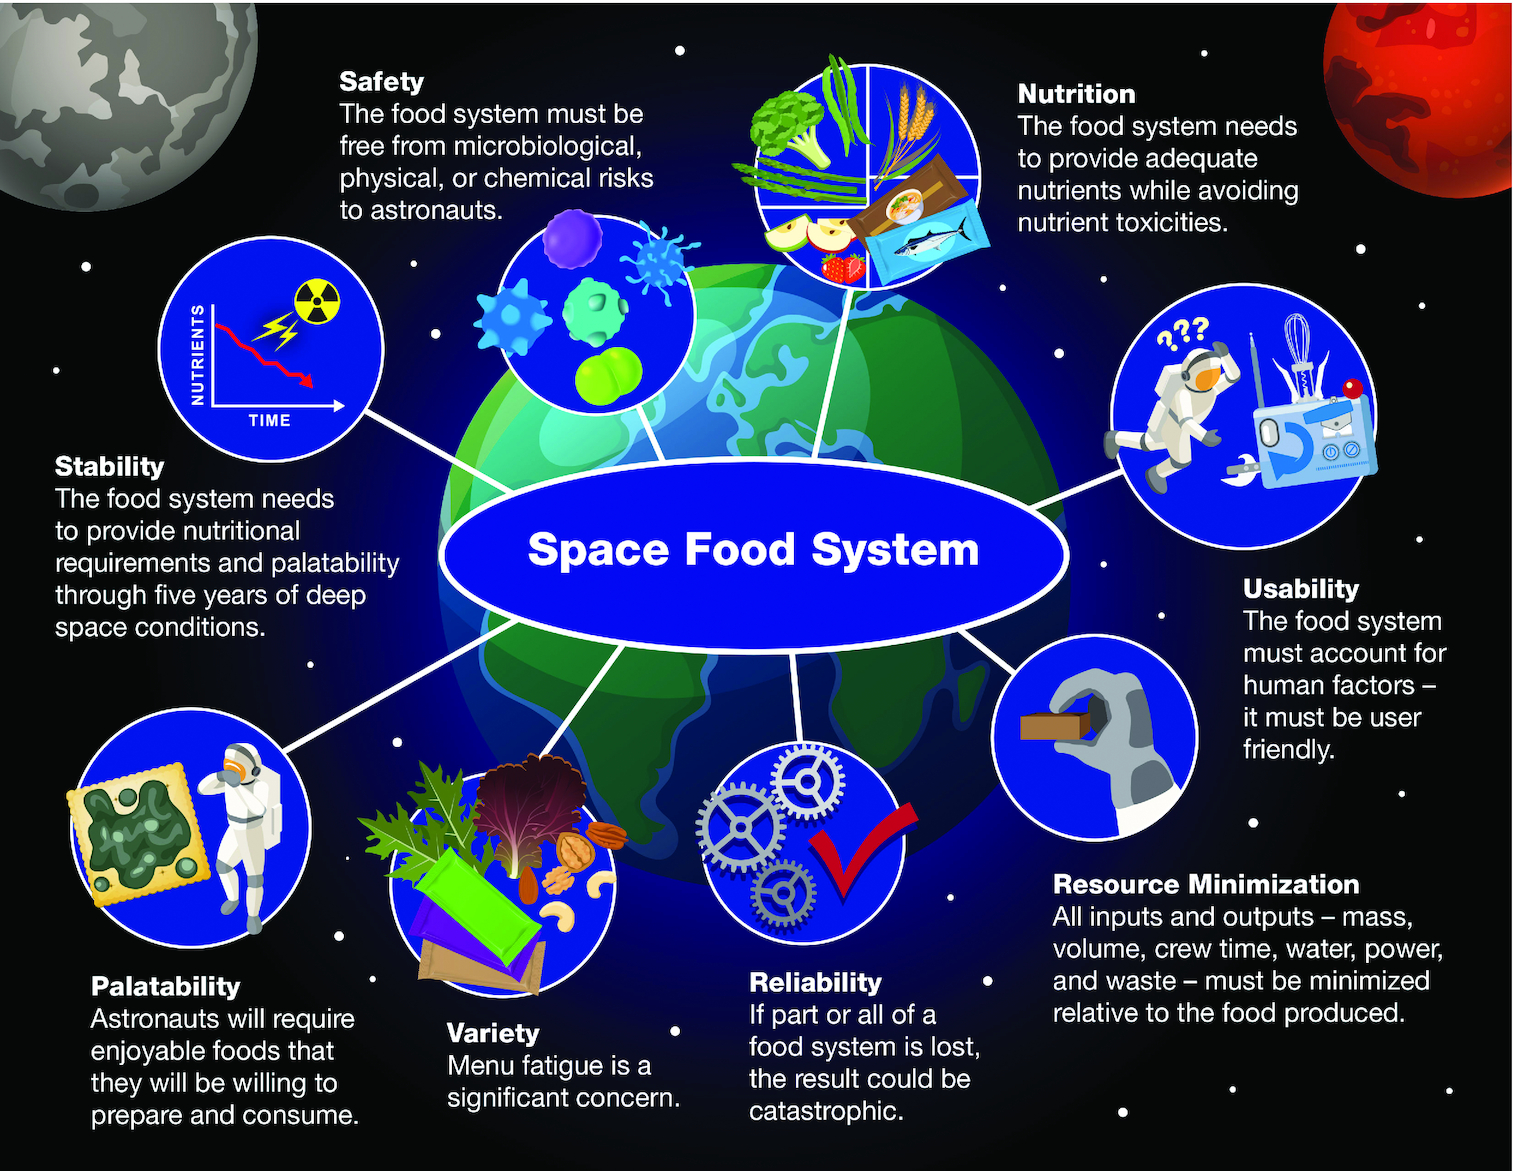 Safety
The food system must be
free from microbiological,
physical, or chemical risks
to astronauts.
Nutrition
The food system needs
to provide adequate
nutrients while avoiding
nutrient toxicities.
NUTRIENTS
TIME
???
Stability
The food system needs
to provide nutritional
requirements and palatability
through five years of deep
space conditions.
Space Food System
Usability
The food system
must account for
human factors –
it must be user
friendly.
Resource Minimization
All inputs and outputs – mass,
volume, crew time, water, power,
and waste – must be minimized
relative to the food produced.
Palatability
Astronauts will require
enjoyable foods that
they will be willing to
prepare and consume.
Variety
Menu fatigue is a
significant concern.
Reliability
If part or all of a
food system is lost,
the result could be
catastrophic.